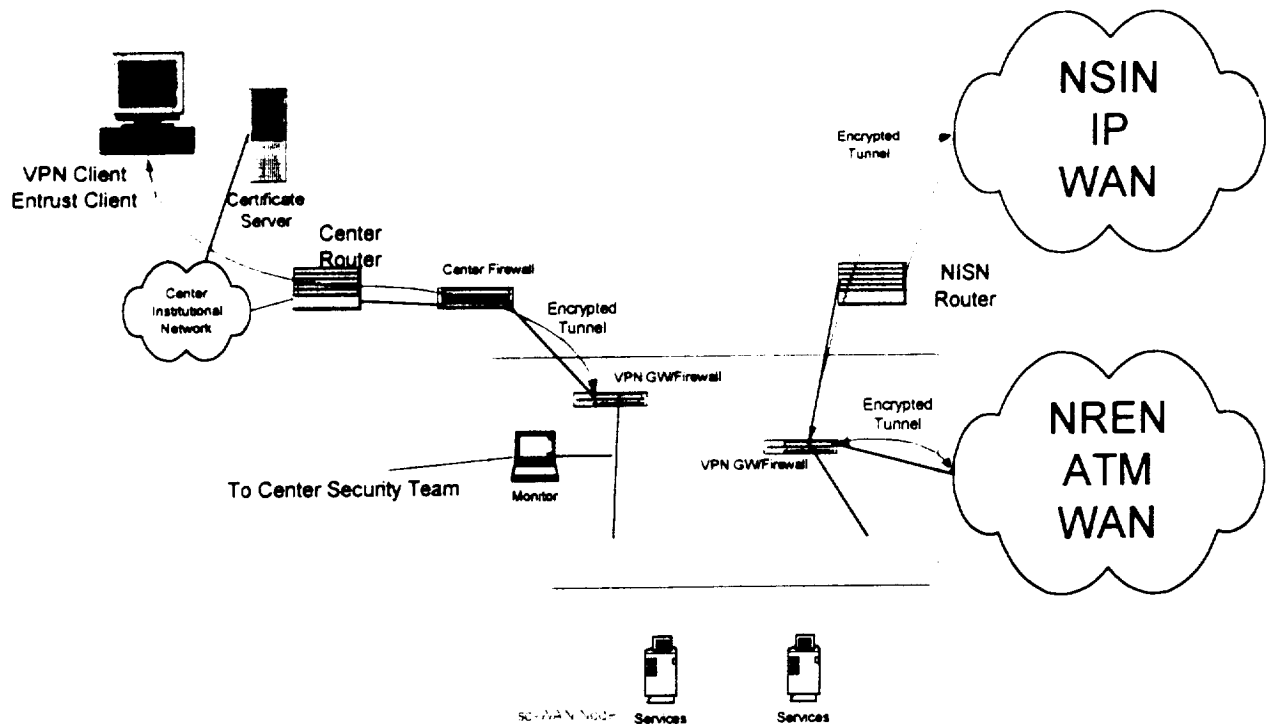 NSIN
IP
WAN
Encrypted
Tunnel
VPN Client
Entrust Client
Certificate
Server
Center
Router
Center Firewall
NISN
Router
Center
Institutional
Network
Encrypted
Tunnel
VPN GW/Firewall
Encrypted
Tunnel
NREN
ATM
WAN
VPN GW/Firewall
To Center Security Team
Monitor
WAN Node
Services
Services